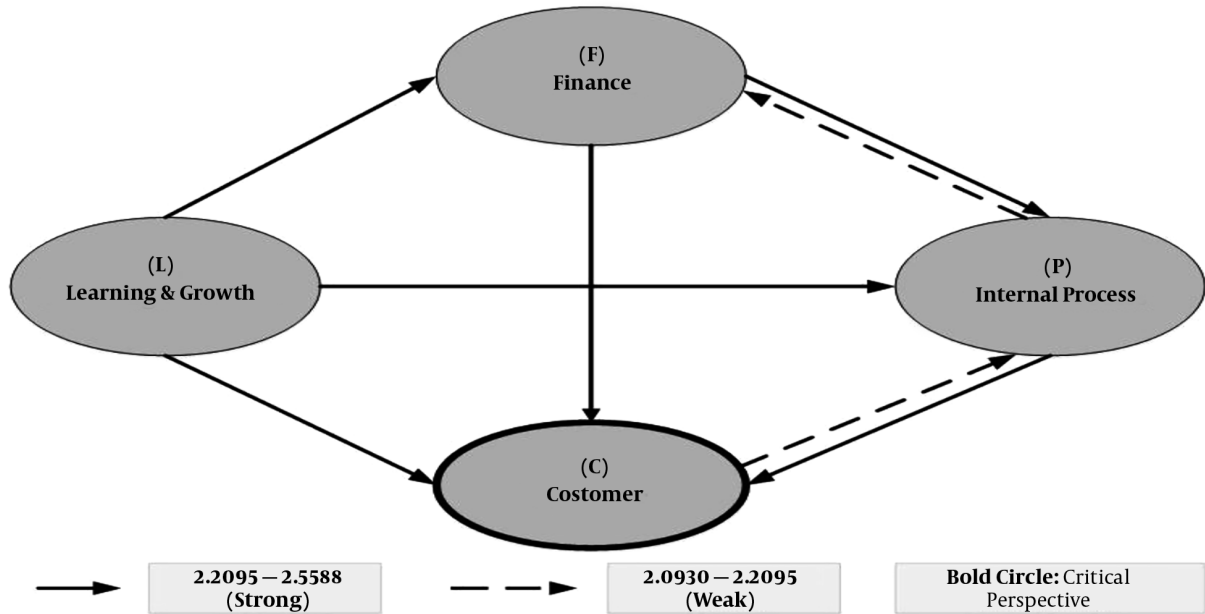 (F)
Finance
(L)
Learning & Growth
(P)
Internal Process
(C)
Costomer
2.2095 – 2.5588
(Strong)
2.0930 – 2.2095
(Weak)
Bold Circle: Critical
Perspective